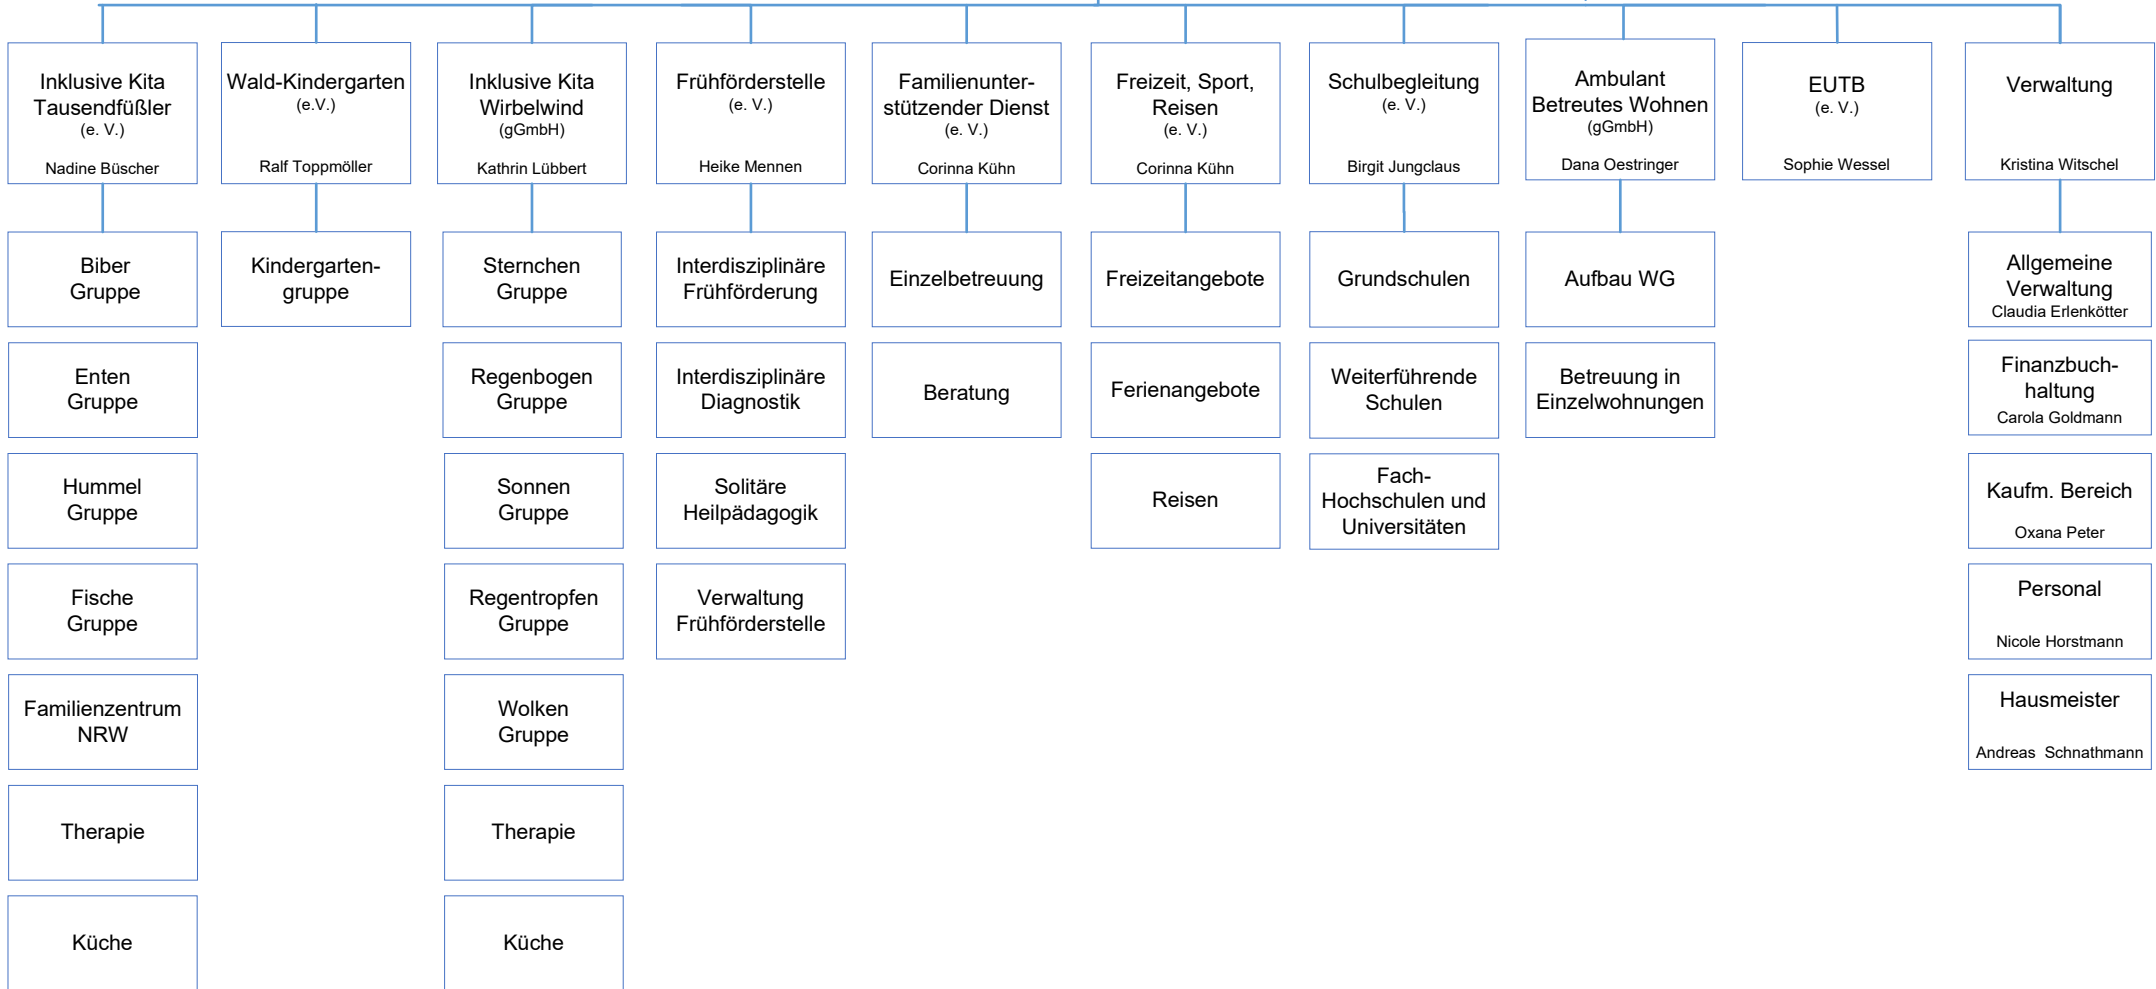 Inklusive Kita
Tausendfüßler
(e. V.)
Nadine Büscher
Wald-Kindergarten
(e.V.)
Ralf Toppmöller
Inklusive Kita
Wirbelwind
(gGmbH)
Kathrin Lübbert
Frühförderstelle
(e. V.)
Heike Mennen
Familienunter-
stützender Dienst
(e. V.)
Corinna Kühn
Freizeit, Sport,
Reisen
(e. V.)
Corinna Kühn
Schulbegleitung
(e. V.)
Birgit Jungclaus
Ambulant
Betreutes Wohnen
(gGmbH)
Dana Oestringer
EUTB
(e. V.)
Sophie Wessel
Verwaltung
Kristina Witschel
Biber
Gruppe
Enten
Gruppe
Hummel
Gruppe
Fische
Gruppe
Familienzentrum
NRW
Therapie
Küche
Kindergarten-
gruppe
Sternchen
Gruppe
Regenbogen
Gruppe
Sonnen
Gruppe
Regentropfen
Gruppe
Wolken
Gruppe
Therapie
Küche
Interdisziplinäre
Frühförderung
Interdisziplinäre
Diagnostik
Solitäre
Heilpädagogik
Verwaltung
Frühförderstelle
Einzelbetreuung
Beratung
Freizeitangebote
Ferienangebote
Reisen
Grundschulen
Weiterführende
Schulen
Fach-
Hochschulen und
Universitäten
Aufbau WG
Betreuung in
Einzelwohnungen
Allgemeine
Verwaltung
Claudia Erlenkötter
Finanzbuch-
haltung
Carola Goldmann
Kaufm. Bereich
Oxana Peter
Personal
Nicole Horstmann
Hausmeister
Andreas  Schnathmann